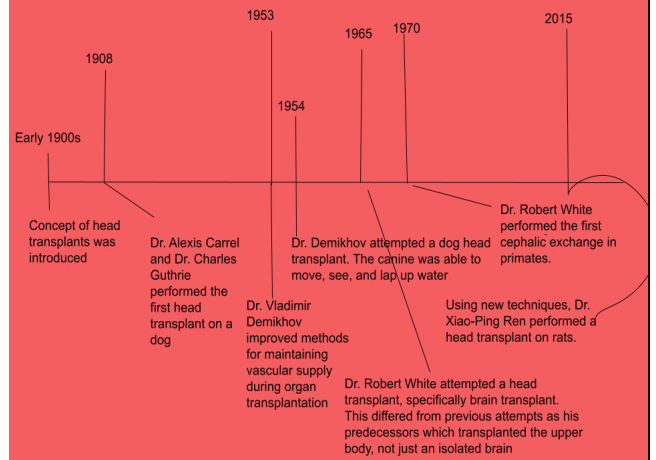 1953
2015
1965
1970
1908
1954
Early 1900s
Concept of head
transplants was
introduced
Dr. Alexis Carrel
and Dr. Charles
Guthrie
performed the
first head
transplant on a
dog
Dr. Vladimir
Demikhov
improved methods
for maintaining
vascular supply
during organ
transplantation
Dr. Demikhov attempted a dog head
transplant. The canine was able to
move, see, and lap up water
Dr. Robert White attempted a head
transplant, specifically brain transplant.
This differed from previous attempts as his
predecessors which transplanted the upper
body, not just an isolated brain
Dr. Robert White
performed the first
cephalic exchange in
primates.
Using new techniques, Dr.
Xiao-Ping Ren performed a
head transplant on rats.